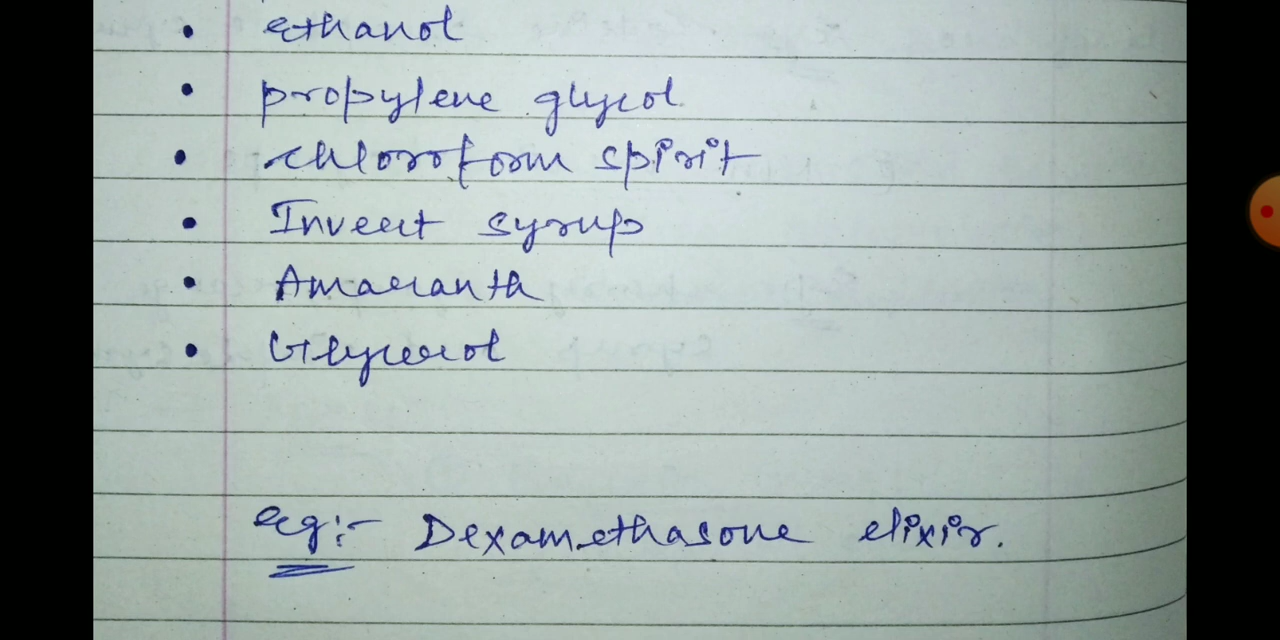 • ethanol
• propylene glycol
• chloroform spirit
• Invert syrup
• Amaranth
• Glycerol
eg:- Dexamethasone elixir.